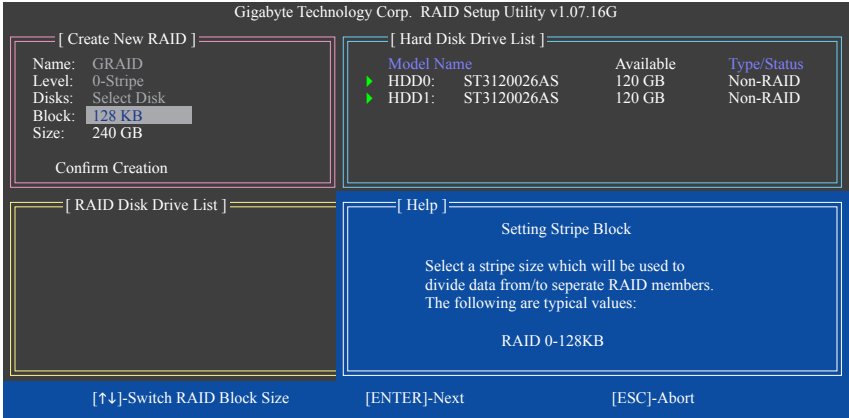 Gigabyte Technology Corp. RAID Setup Utility v1.07.16G
[ Create New RAID ]
Name: GRAID
Level: 0-Stripe
Disks: Select Disk
Block: 128 KB
Size: 240 GB
Confirm Creation
[ Hard Disk Drive List ]
Model Name Available Type/Status
HDD0: ST3120026AS 120 GB Non-RAID
HDD1: ST3120026AS 120 GB Non-RAID
[ RAID Disk Drive List ]
[ Help ]
Setting Stripe Block
Select a stripe size which will be used to
divide data from/to seperate RAID members.
The following are typical values:
RAID 0-128KB
[↑↓]-Switch RAID Block Size [ENTER]-Next [ESC]-Abort